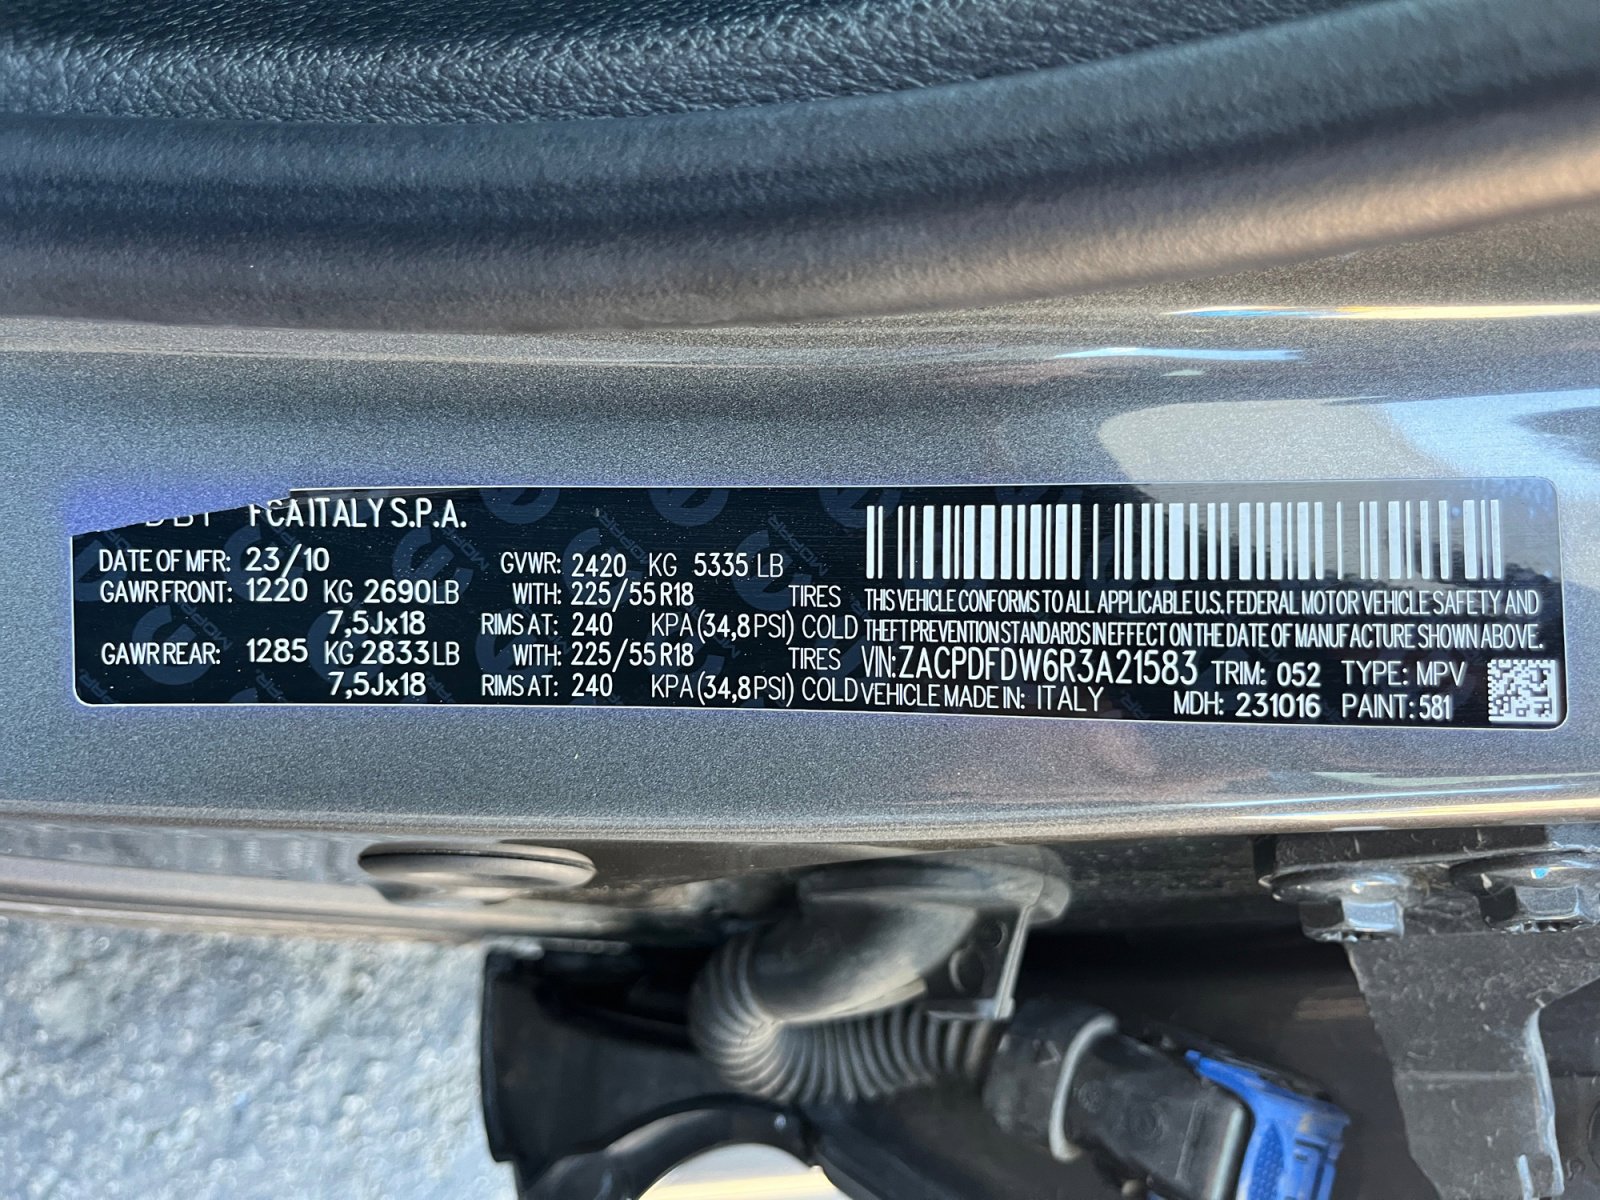 FCA ITALY S.P.A.
DATE OF MFR: 23/10
GAWR FRONT: 1220 KG 2690LB
7,5Jx18
GAWR REAR: 1285 KG 2833LB
7,5Jx18
GVWR: 2420 KG 5335 LB
WITH: 225/55 R18 TIRES
RIMS AT: 240 KPA (34,8PSI) COLD
WITH: 225/55 R18 TIRES
RIMS AT: 240 KPA (34,8PSI) COLD
THIS VEHICLE CONFORMS TO ALL APPLICABLE U.S. FEDERAL MOTOR VEHICLE SAFETY AND
THEFT PREVENTION STANDARDS IN EFFECT ON THE DATE OF MANUFACTURE SHOWN ABOVE.
VIN: ZACPDFDW6R3A21583 TRIM: 052 TYPE: MPV
VEHICLE MADE IN: ITALY MDH: 231016 PAINT: 581